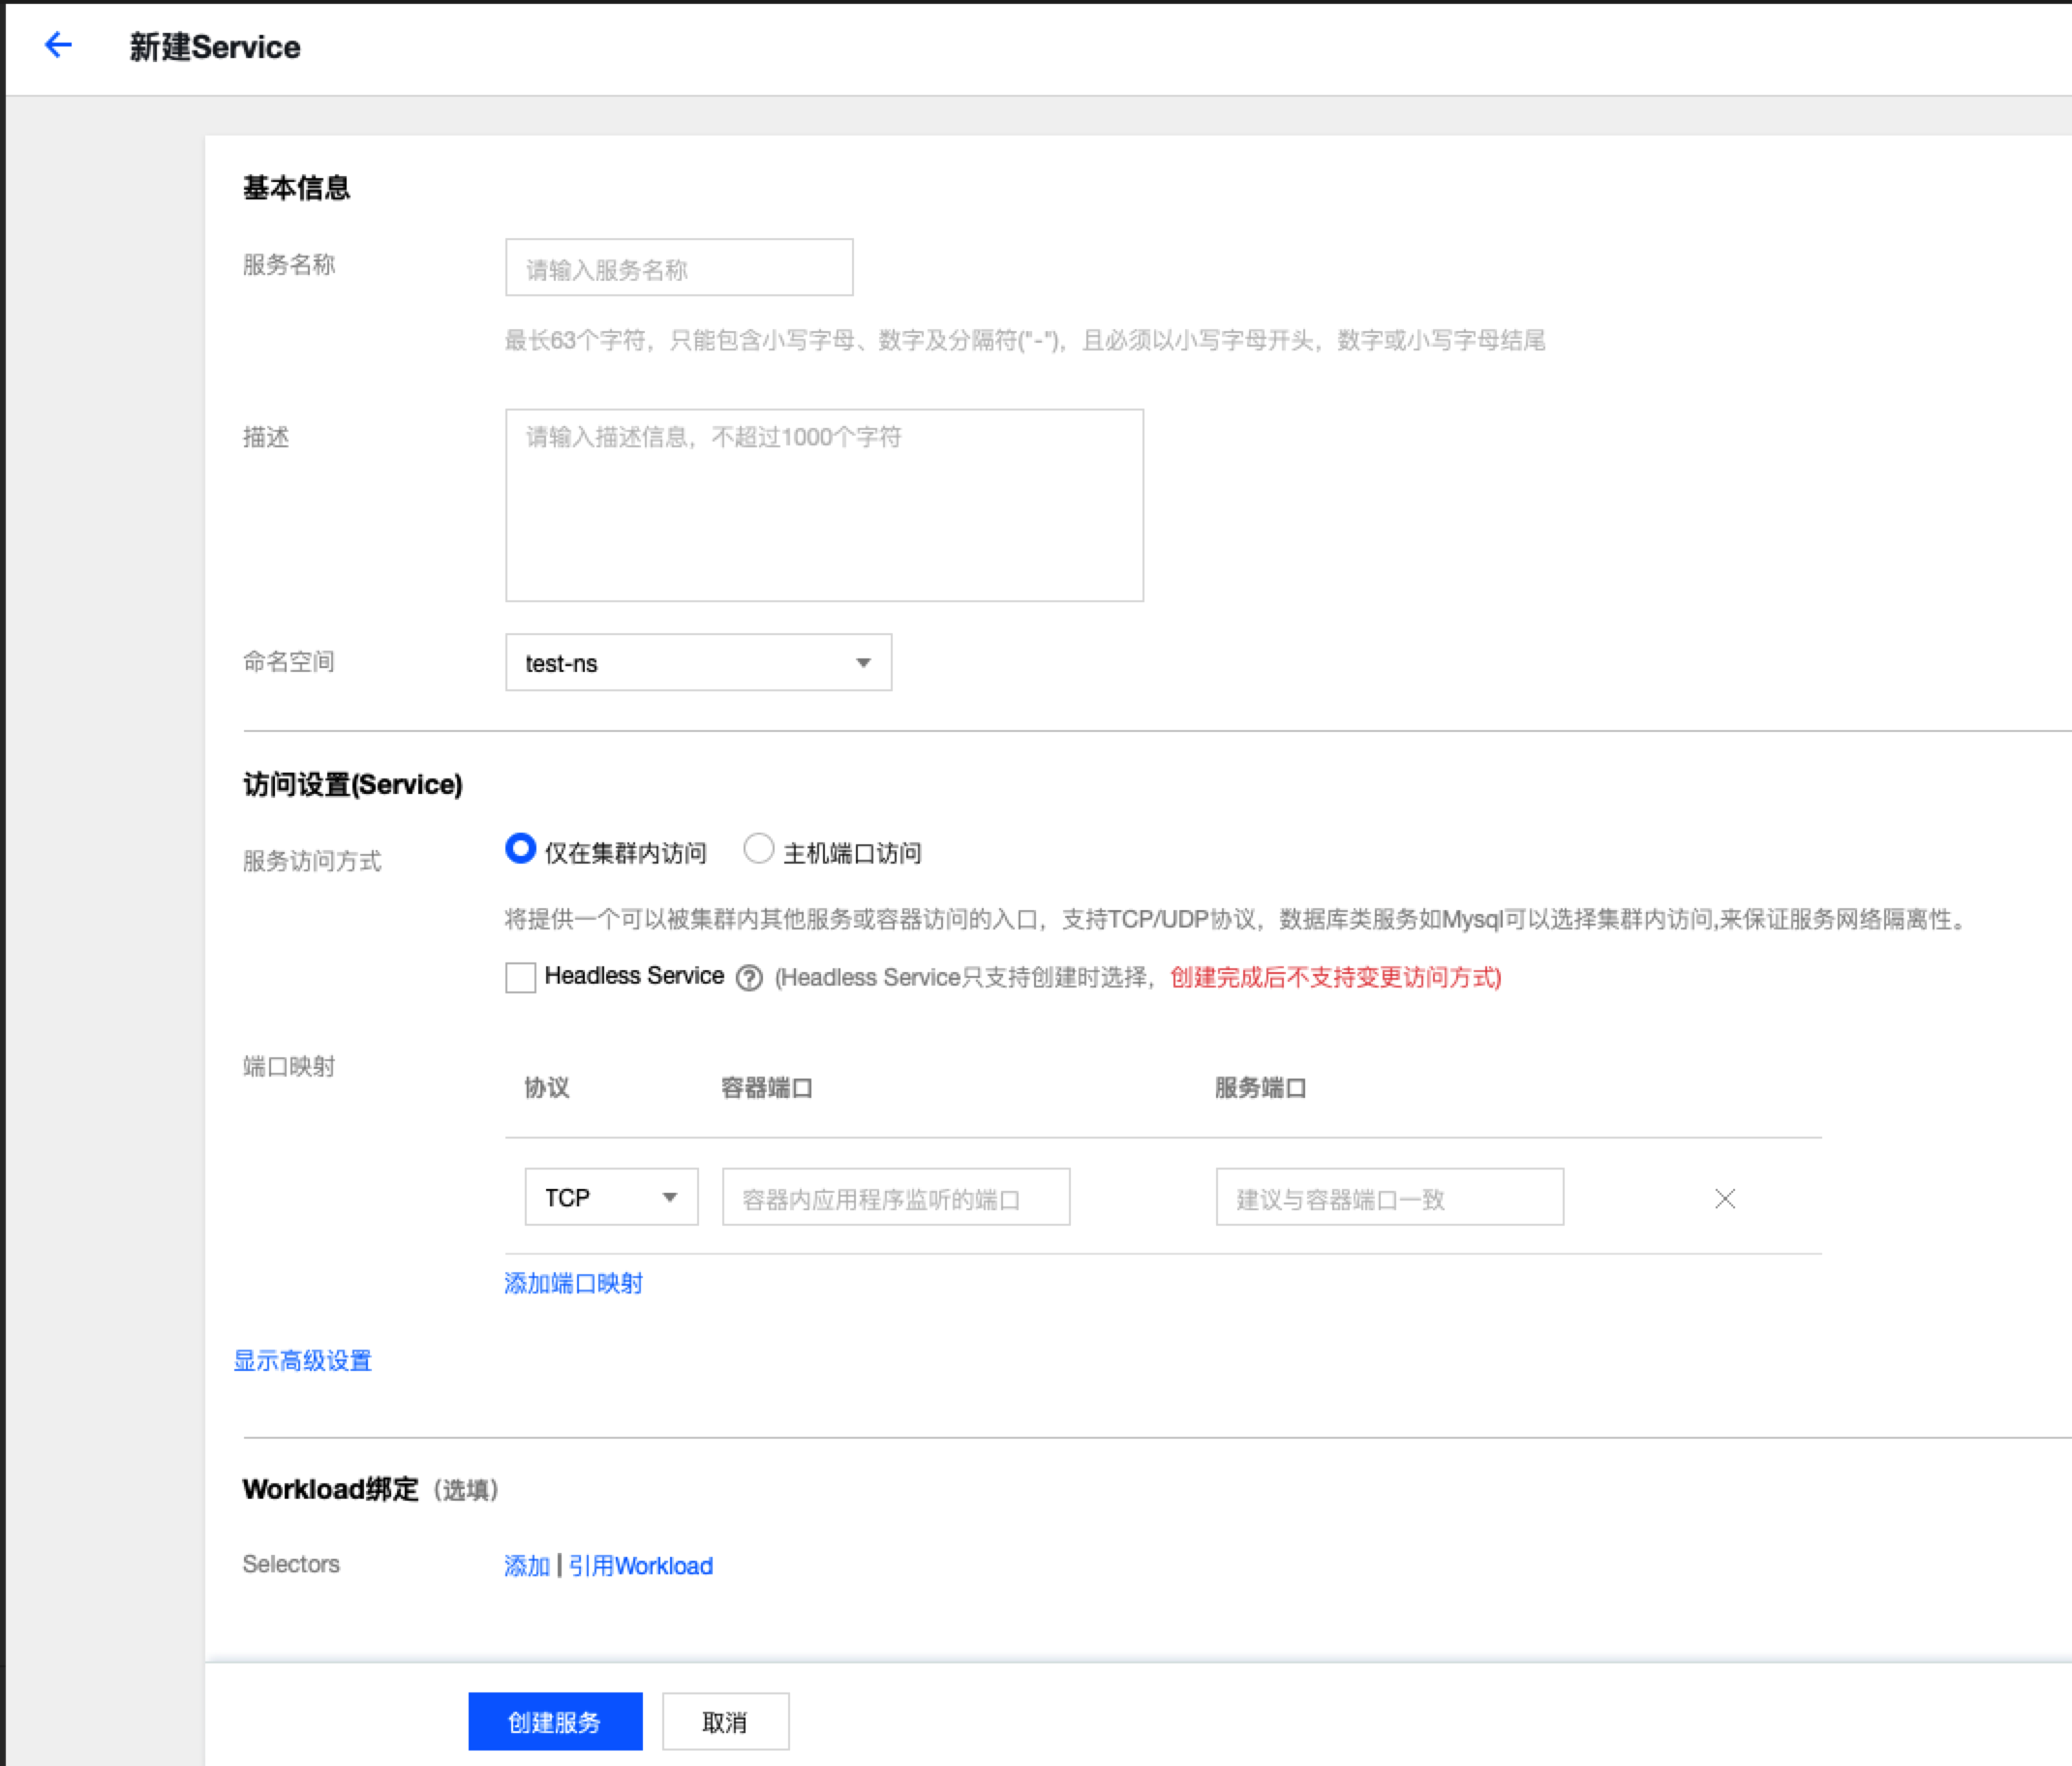 新建Service
基本信息
服务名称
请输入服务名称
最长63个字符，只能包含小写字母、数字及分隔符("-")，且必须以小写字母开头，数字或小写字母结尾
描述
请输入描述信息，不超过1000个字符
命名空间
test-ns
访问设置(Service)
服务访问方式
仅在集群内访问 主机端口访问
将提供一个可以被集群内其他服务或容器访问的入口，支持TCP/UDP协议，数据库类服务如Mysql可以选择集群内访问,来保证服务网络隔离性。
Headless Service ? (Headless Service只支持创建时选择，创建完成后不支持变更访问方式)
端口映射
协议 容器端口 服务端口
TCP 容器内应用程序监听的端口 建议与容器端口一致
添加端口映射
显示高级设置
Workload绑定（选填）
Selectors
添加 | 引用Workload
创建服务 取消